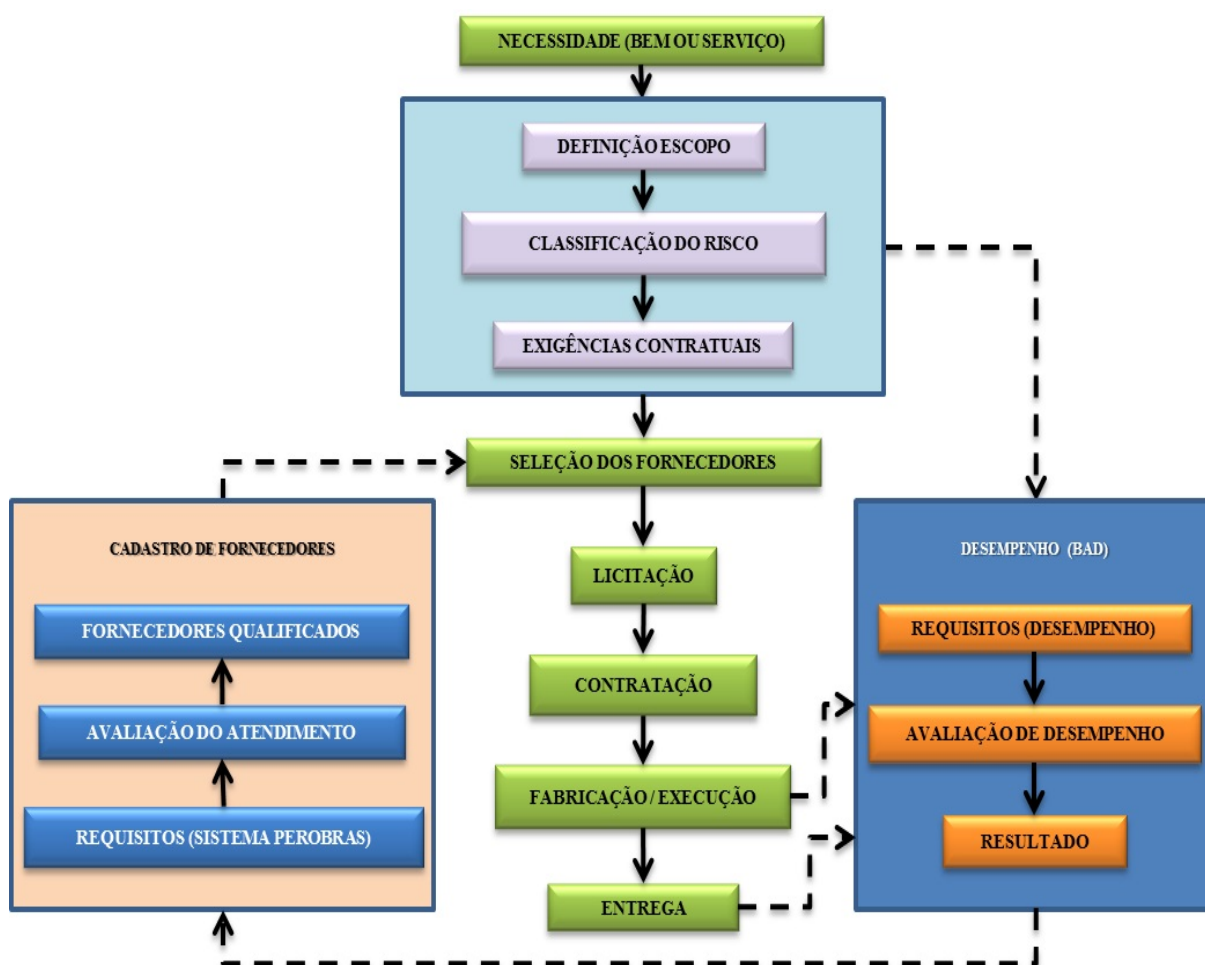 NECESSIDADE (BEM OU SERVIÇO)
DEFINIÇÃO ESCOPO
CLASSIFICAÇÃO DO RISCO
EXIGÊNCIAS CONTRATUAIS
SELEÇÃO DOS FORNECEDORES
CADASTRO DE FORNECEDORES
FORNECEDORES QUALIFICADOS
AVALIAÇÃO DO ATENDIMENTO
REQUISITOS (SISTEMA PEROBRAS)
LICITAÇÃO
CONTRATAÇÃO
FABRICAÇÃO / EXECUÇÃO
ENTREGA
DESEMPENHO (BAD)
REQUISITOS (DESEMPENHO)
AVALIAÇÃO DE DESEMPENHO
RESULTADO